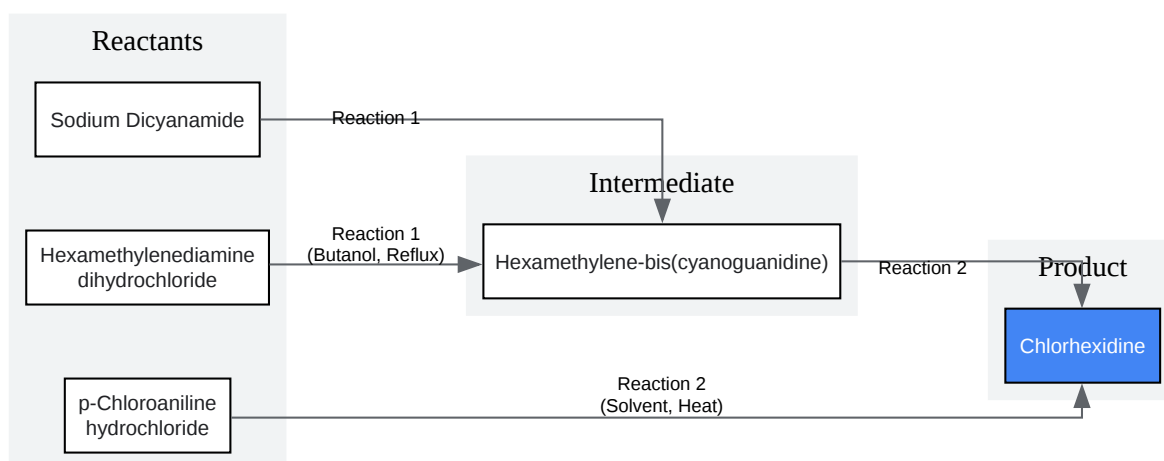 Reactants
Sodium Dicyanamide
Reaction 1
Intermediate
Hexamethylenediamine
dihydrochloride
Reaction 1
(Butanol, Reflux)
Hexamethylene-bis(cyanoguanidine)
Reaction 2
Product
Chlorhexidine
p-Chloroaniline
hydrochloride
Reaction 2
(Solvent, Heat)